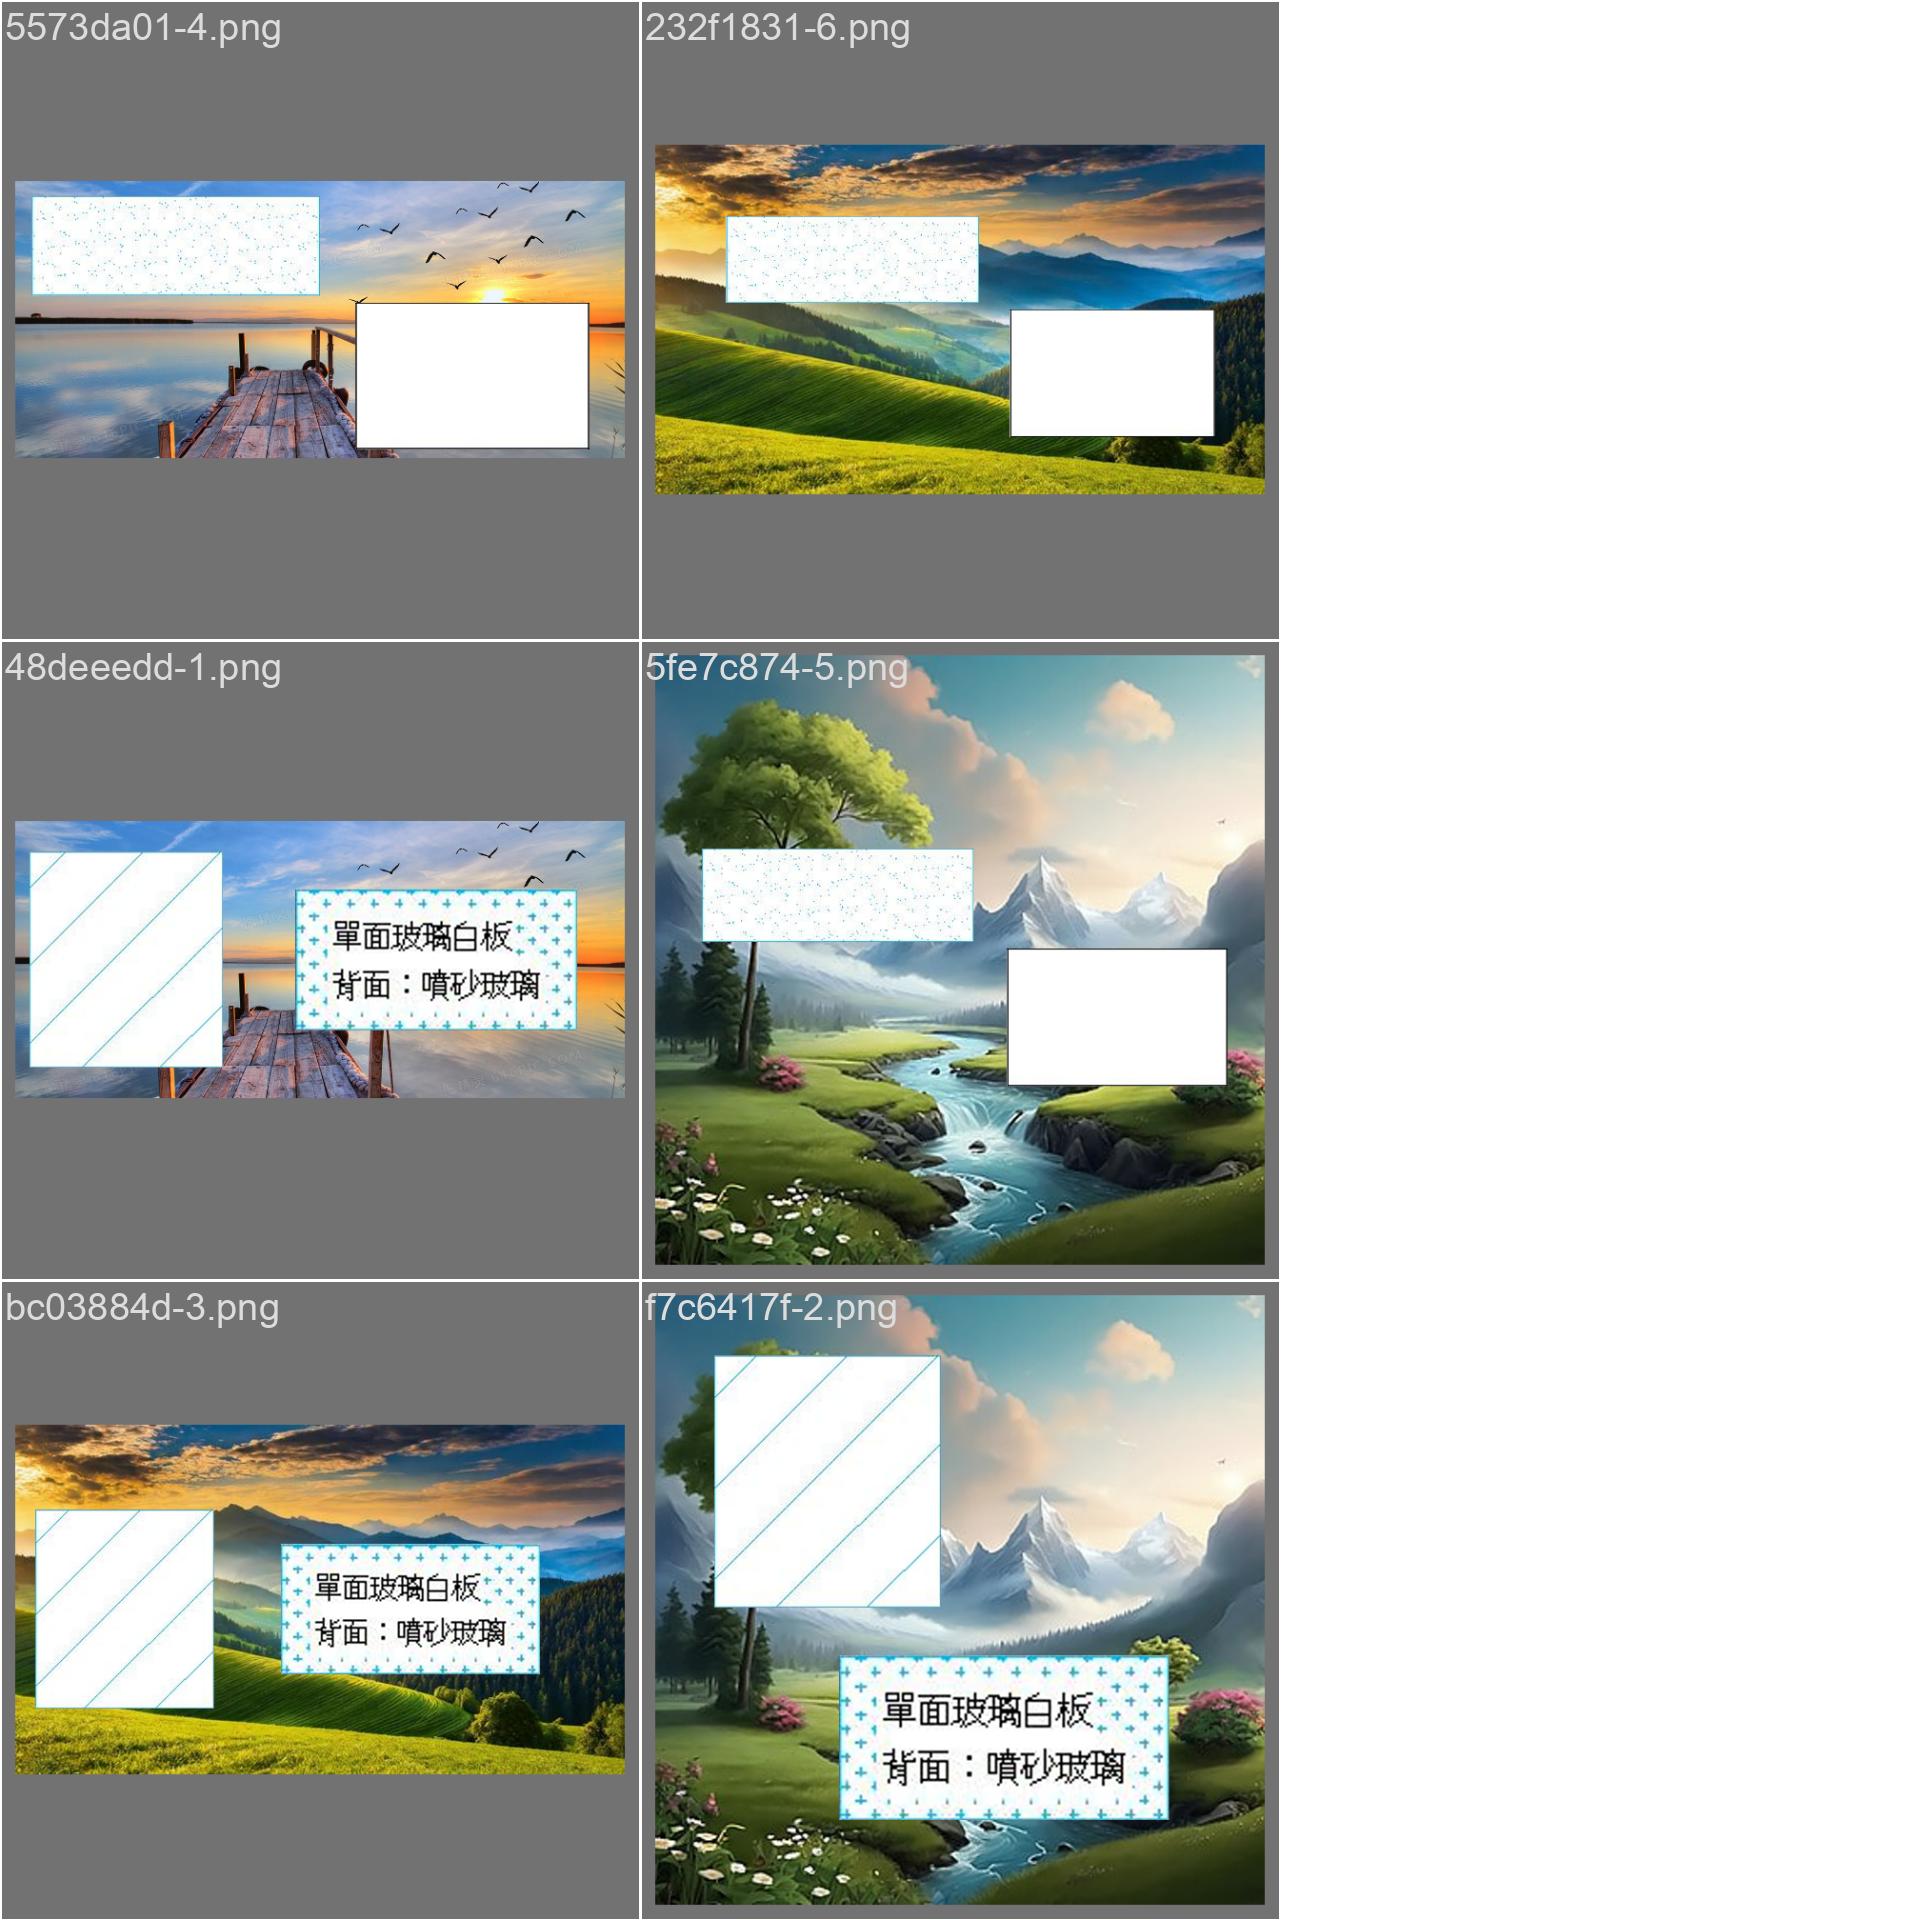 5573da01-4.png
232f1831-6.png
48deeedd-1.png
單面玻璃白板
背面：噴砂玻璃
5fe7c874-5.png
bc03884d-3.png
單面玻璃白板
背面：噴砂玻璃
f7c6417f-2.png
單面玻璃白板
背面：噴砂玻璃